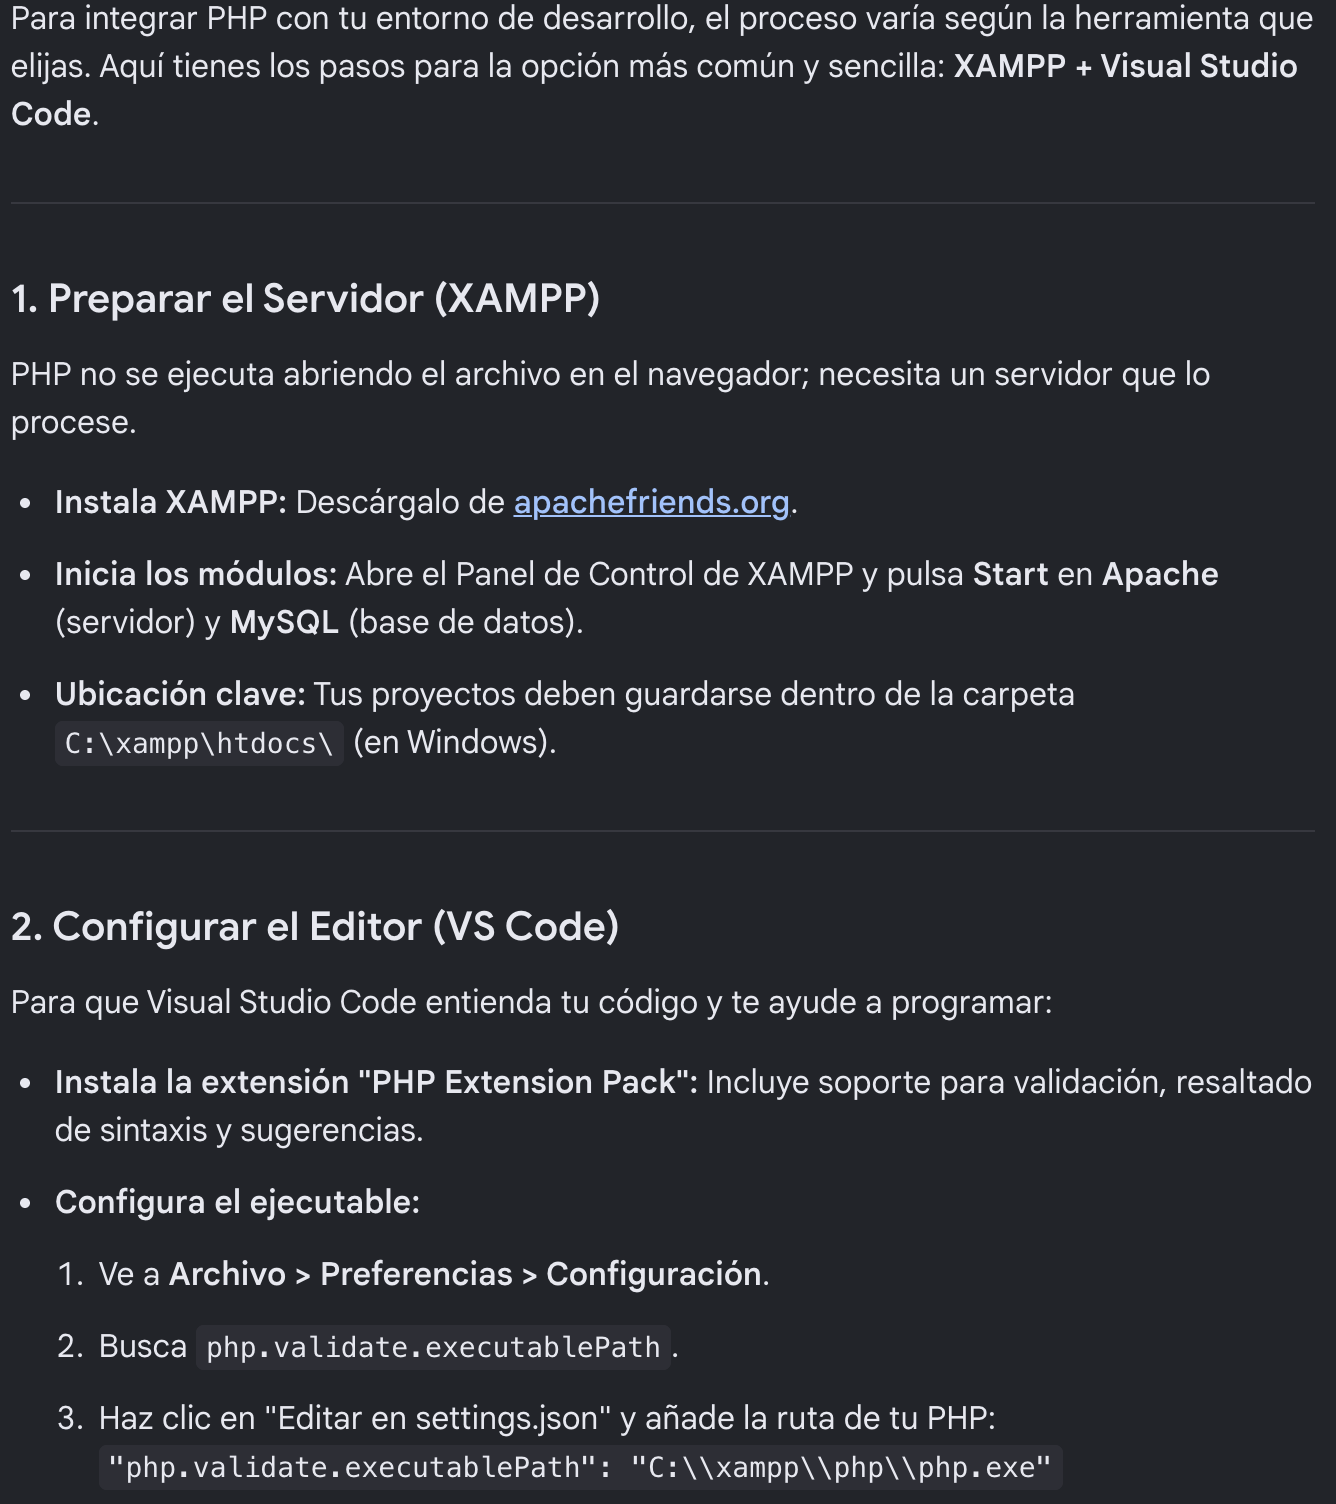 Para integrar PHP con tu entorno de desarrollo, el proceso varía según la herramienta que
elijas. Aquí tienes los pasos para la opción más común y sencilla: XAMPP + Visual Studio
Code.
1. Preparar el Servidor (XAMPP)
PHP no se ejecuta abriendo el archivo en el navegador; necesita un servidor que lo
procese.
• Instala XAMPP: Descárgalo de apachefriends.org.
• Inicia los módulos: Abre el Panel de Control de XAMPP y pulsa Start en Apache
(servidor) y MySQL (base de datos).
• Ubicación clave: Tus proyectos deben guardarse dentro de la carpeta
C:\xampp\htdocs\ (en Windows).
2. Configurar el Editor (VS Code)
Para que Visual Studio Code entienda tu código y te ayude a programar:
• Instala la extensión "PHP Extension Pack": Incluye soporte para validación, resaltado
de sintaxis y sugerencias.
• Configura el ejecutable:
1. Ve a Archivo > Preferencias > Configuración.
2. Busca php.validate.executablePath.
3. Haz clic en "Editar en settings.json" y añade la ruta de tu PHP:
"php.validate.executablePath": "C:\\xampp\\php\\php.exe"